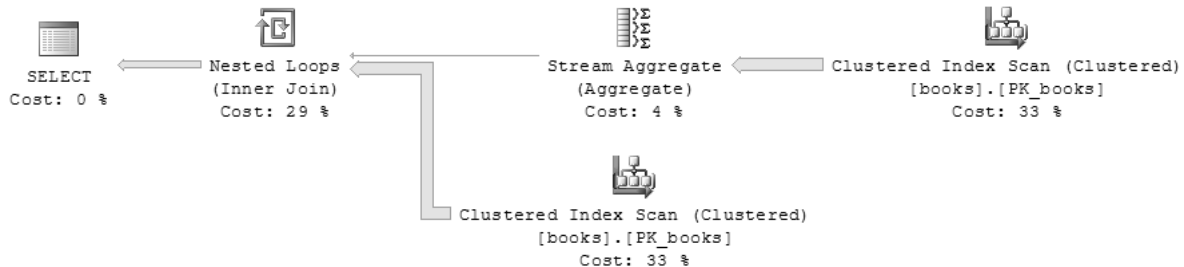 SELECT
Cost: 0 %
Nested Loops
(Inner Join)
Cost: 29 %
Stream Aggregate
(Aggregate)
Cost: 4 %
Clustered Index Scan (Clustered)
[books].[PK_books]
Cost: 33 %
Clustered Index Scan (Clustered)
[books].[PK_books]
Cost: 33 %